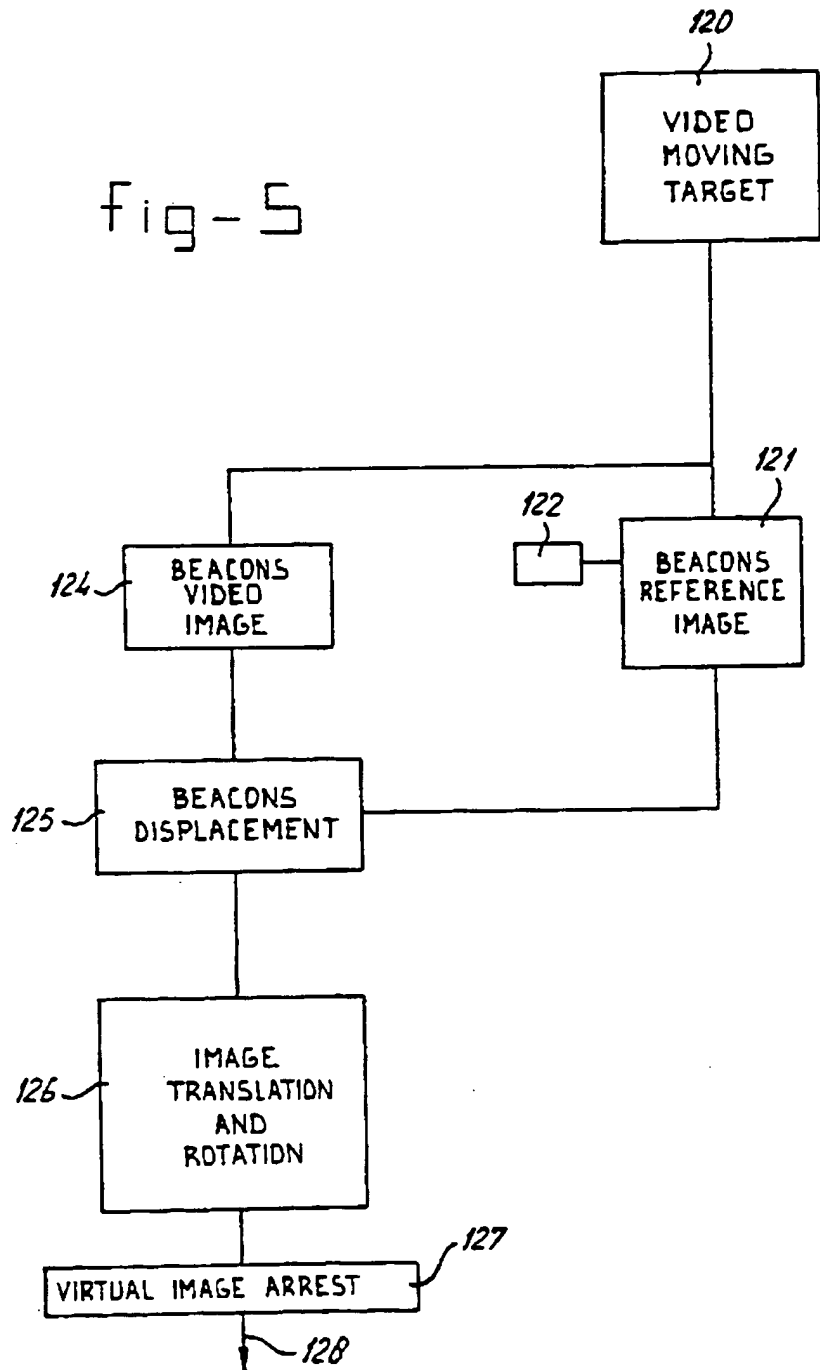 120
VIDEO
MOVING
TARGET
fig-5
121
122
BEACONS
REFERENCE
IMAGE
124
BEACONS
VIDEO
IMAGE
125
BEACONS
DISPLACEMENT
126
IMAGE
TRANSLATION
AND
ROTATION
127
VIRTUAL IMAGE ARREST
128